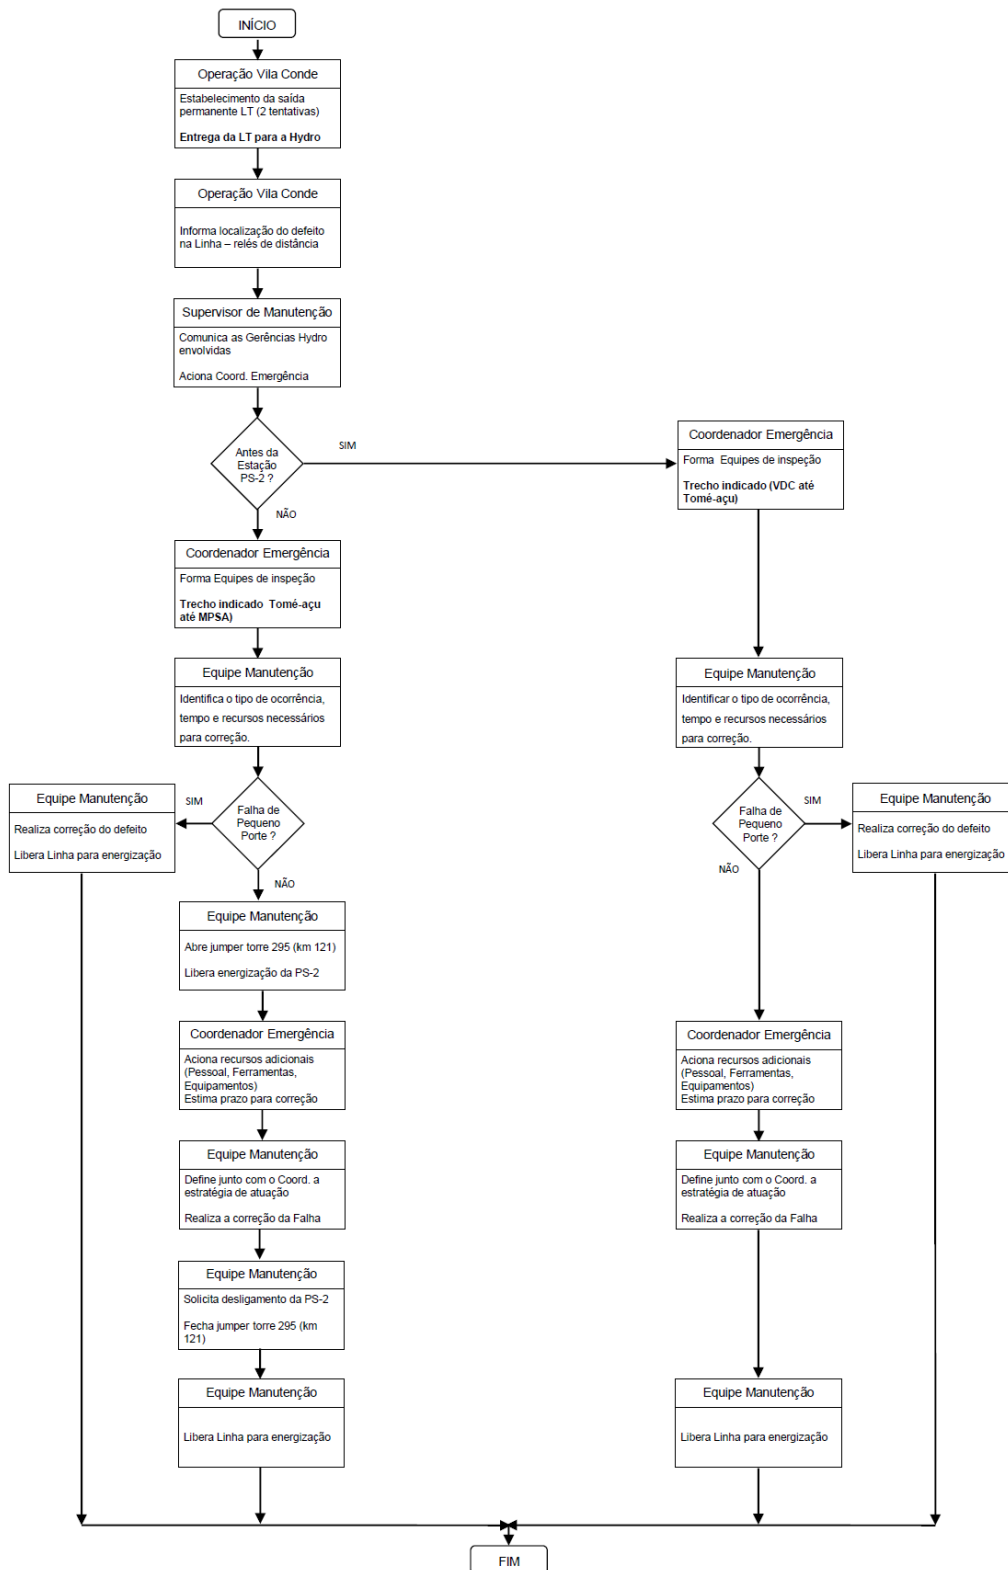 INÍCIO
Operação Vila Conde
Estabelecimento da saída
permanente LT (2 tentativas)
Entrega da LT para a Hydro
Operação Vila Conde
Informa localização do defeito
na Linha – relés de distância
Supervisor de Manutenção
Comunica as Gerências Hydro
envolvidas
Aciona Coord. Emergência
Antes da
Estação
PS-2 ?
SIM
NÃO
Coordenador Emergência
Forma  Equipes de inspeção
Trecho indicado (VDC até
Tomé-açu)
Coordenador Emergência
Forma Equipes de inspeção
Trecho indicado  Tomé-açu
até MPSA)
Equipe Manutenção
Identifica o tipo de ocorrência,
tempo e recursos necessários
para correção.
Equipe Manutenção
Identificar o tipo de ocorrência,
tempo e recursos necessários
para correção.
Equipe Manutenção
Realiza correção do defeito
Libera Linha para energização
SIM
Falha de
Pequeno
Porte ?
NÃO
Falha de
Pequeno
Porte ?
SIM
NÃO
Equipe Manutenção
Realiza correção do defeito
Libera Linha para energização
Equipe Manutenção
Abre jumper torre 295 (km 121)
Libera energização da PS-2
Coordenador Emergência
Aciona recursos adicionais
(Pessoal, Ferramentas,
Equipamentos)
Estima prazo para correção
Coordenador Emergência
Aciona recursos adicionais
(Pessoal, Ferramentas,
Equipamentos)
Estima prazo para correção
Equipe Manutenção
Define junto com o Coord. a
estratégia de atuação
Realiza a correção da Falha
Equipe Manutenção
Define junto com o Coord. a
estratégia de atuação
Realiza a correção da Falha
Equipe Manutenção
Solicita desligamento da PS-2
Fecha jumper torre 295 (km
121)
Equipe Manutenção
Libera Linha para energização
Equipe Manutenção
Libera Linha para energização
FIM